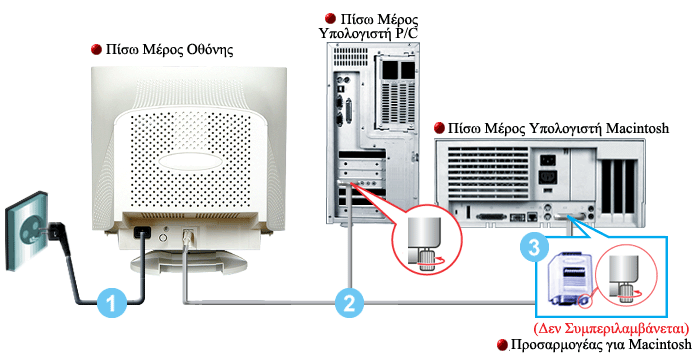 Πίσω Μέρος
Υπολογιστή P/C
Πίσω Μέρος Οθόνης
Πίσω Μέρος Υπολογιστή Macintosh
1
2
3
(Δεν Συμπεριλαμβάνεται)
Προσαρμογέας για Macintosh